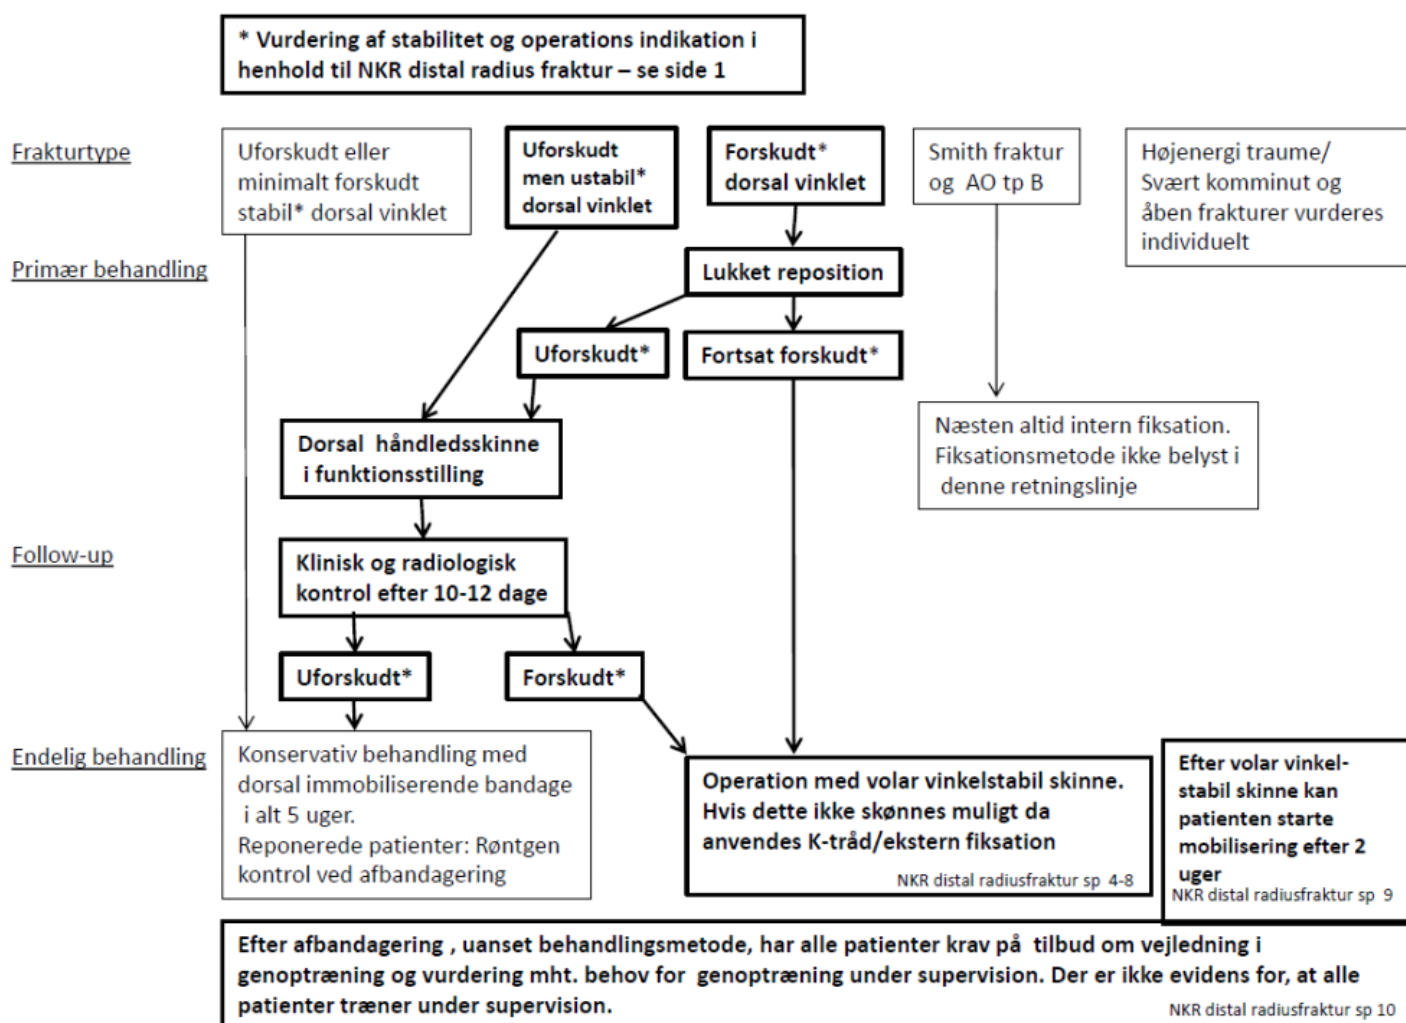 * Vurdering af stabilitet og operations indikation i
henhold til NKR distal radius fraktur – se side 1
Frakturtype
Uforskudt eller
minimalt forskudt
stabil* dorsal vinklet
Uforskudt
men ustabil*
dorsal vinklet
Forskudt*
dorsal vinklet
Smith fraktur
og AO tp B
Højenergi traume/
Svært komminut og
åben frakturer vurderes
individuelt
Primær behandling
Lukket reposition
Uforskudt*
Fortsat forskudt*
Dorsal håndledsskinne
i funktionsstilling
Næsten altid intern fiksation.
Fiksationsmetode ikke belyst i
denne retningslinje
Follow-up
Klinisk og radiologisk
kontrol efter 10-12 dage
Uforskudt*
Forskudt*
Endelig behandling
Konservativ behandling med
dorsal immobiliserende bandage
i alt 5 uger.
Reponerede patienter: Røntgen
kontrol ved afbandagering
Operation med volar vinkelstabil skinne.
Hvis dette ikke skønnes muligt da
anvendes K-tråd/ekstern fiksation
NKR distal radiusfraktur sp 4-8
Efter volar vinkel-
stabil skinne kan
patienten starte
mobilisering efter 2
uger
NKR distal radiusfraktur sp 9
Efter afbandagering , uanset behandlingsmetode, har alle patienter krav på tilbud om vejledning i
genoptræning og vurdering mht. behov for genoptræning under supervision. Der er ikke evidens for, at alle
patienter træner under supervision.
NKR distal radiusfraktur sp 10